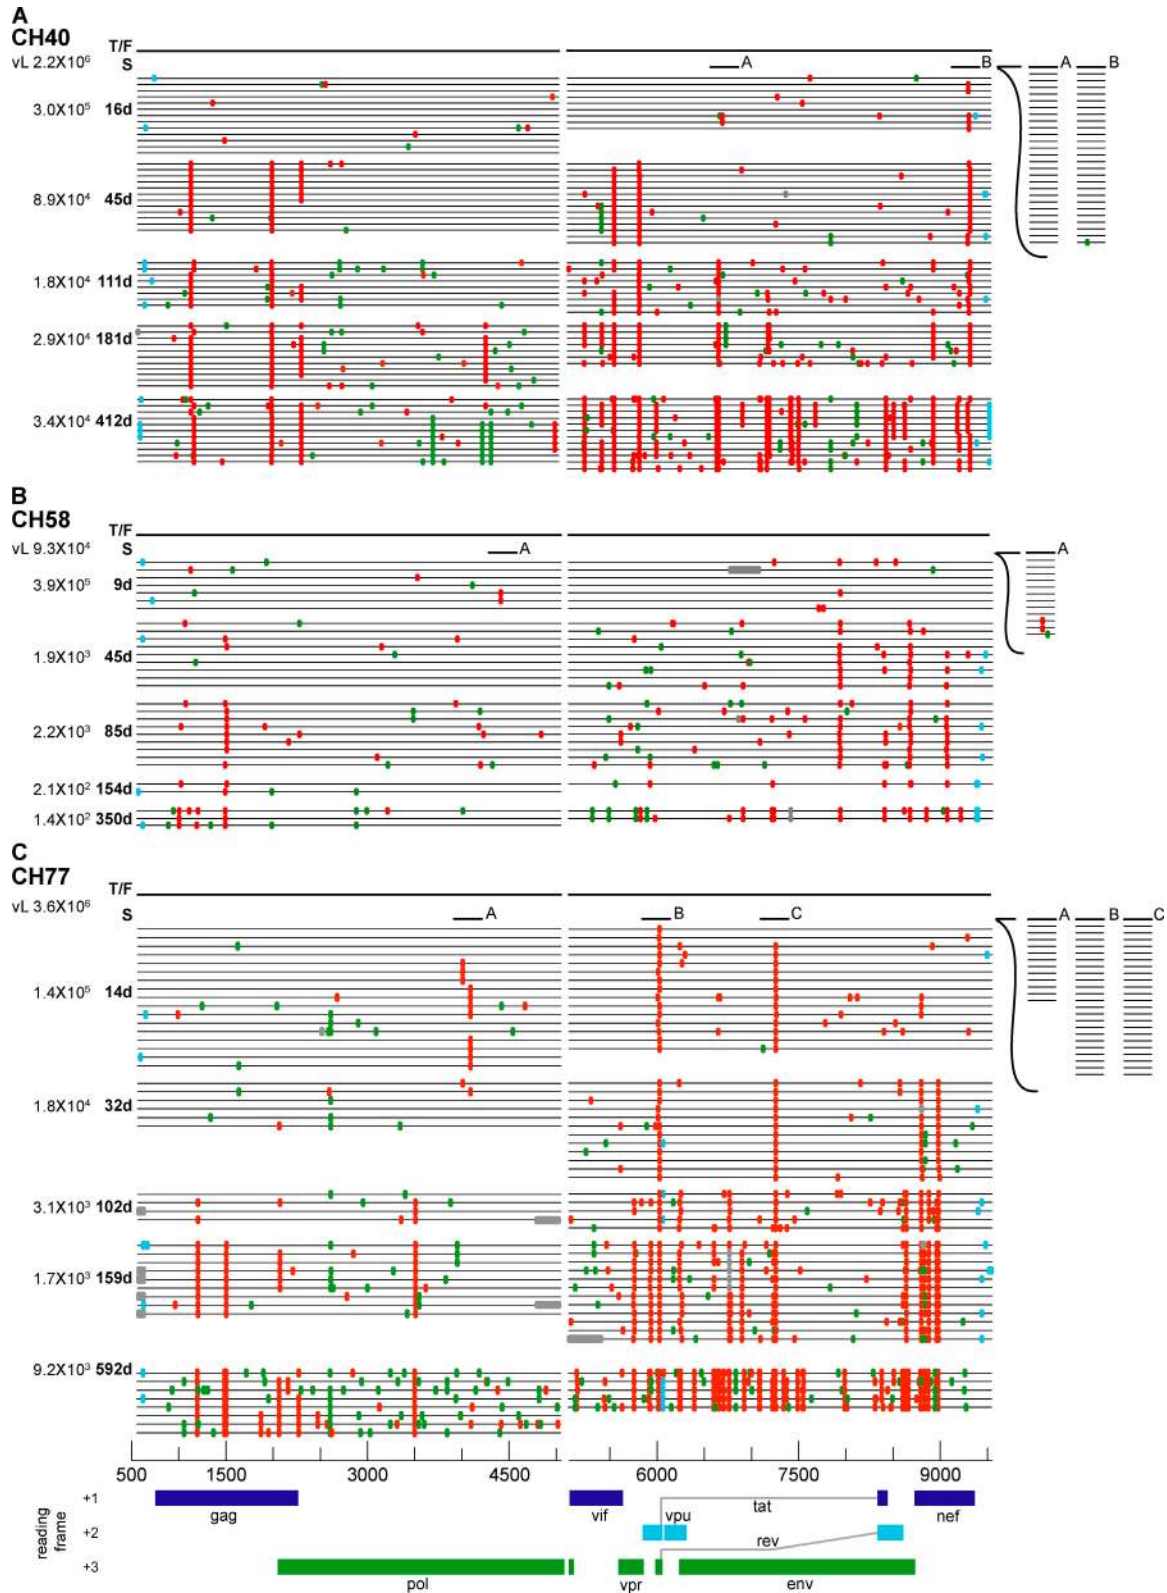 A
CH40
T/F
vL 2.2X10⁶ S A B A B
3.0X10⁵ 16d
8.9X10⁴ 45d
1.8X10⁴ 111d
2.9X10⁴ 181d
3.4X10⁴ 412d
B
CH58
T/F
vL 9.3X10⁴ S A A
3.9X10⁵ 9d
1.9X10³ 45d
2.2X10³ 85d
2.1X10² 154d
1.4X10² 350d
C
CH77
T/F
vL 3.6X10⁶ S A B C A B C
1.4X10⁵ 14d
1.8X10⁴ 32d
3.1X10³ 102d
1.7X10³ 159d
9.2X10³ 592d
500 1500 3000 4500 6000 7500 9000
reading frame
+1 gag vif tat nef
+2 vpu rev
+3 pol vpr env